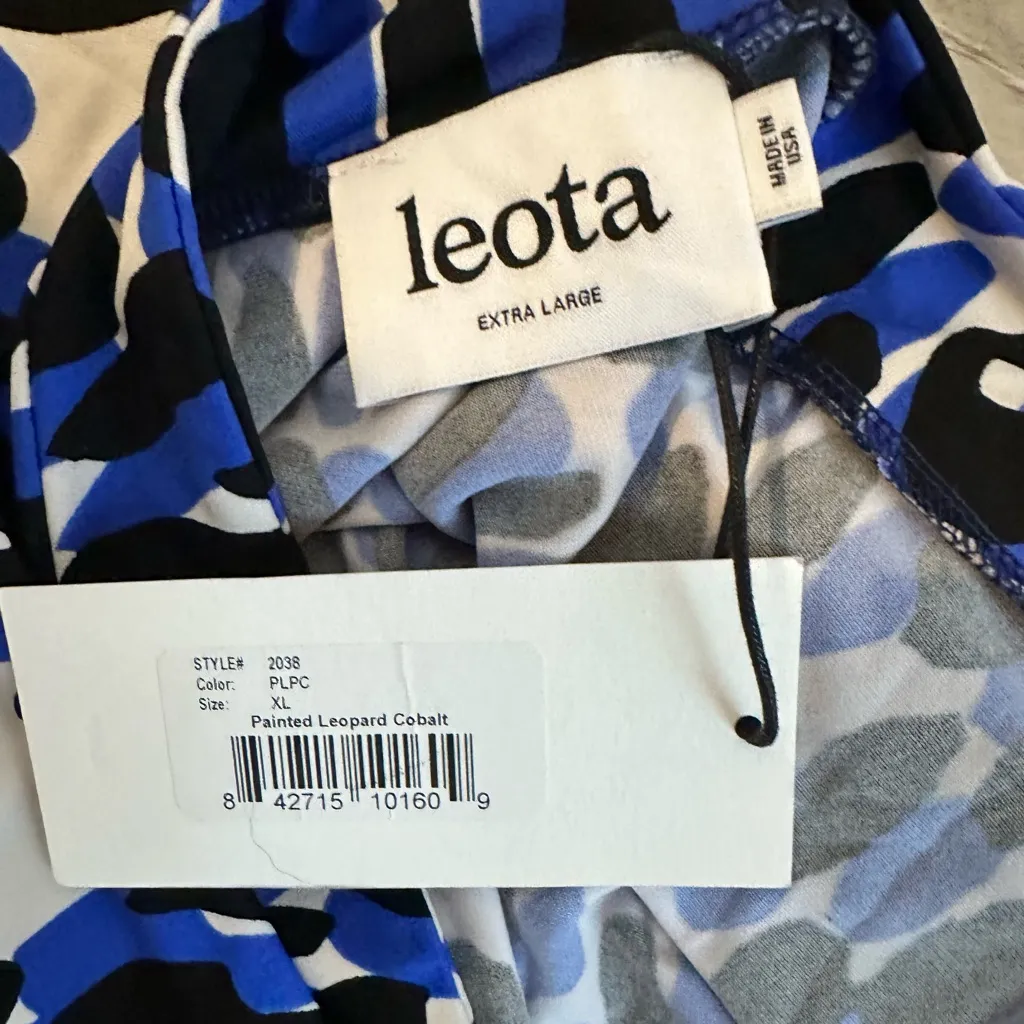 leota
EXTRA LARGE
MADE IN
USA
STYLE# 2038
Color: PLPC
Size: XL
Painted Leopard Cobalt
8 42715 10160 9